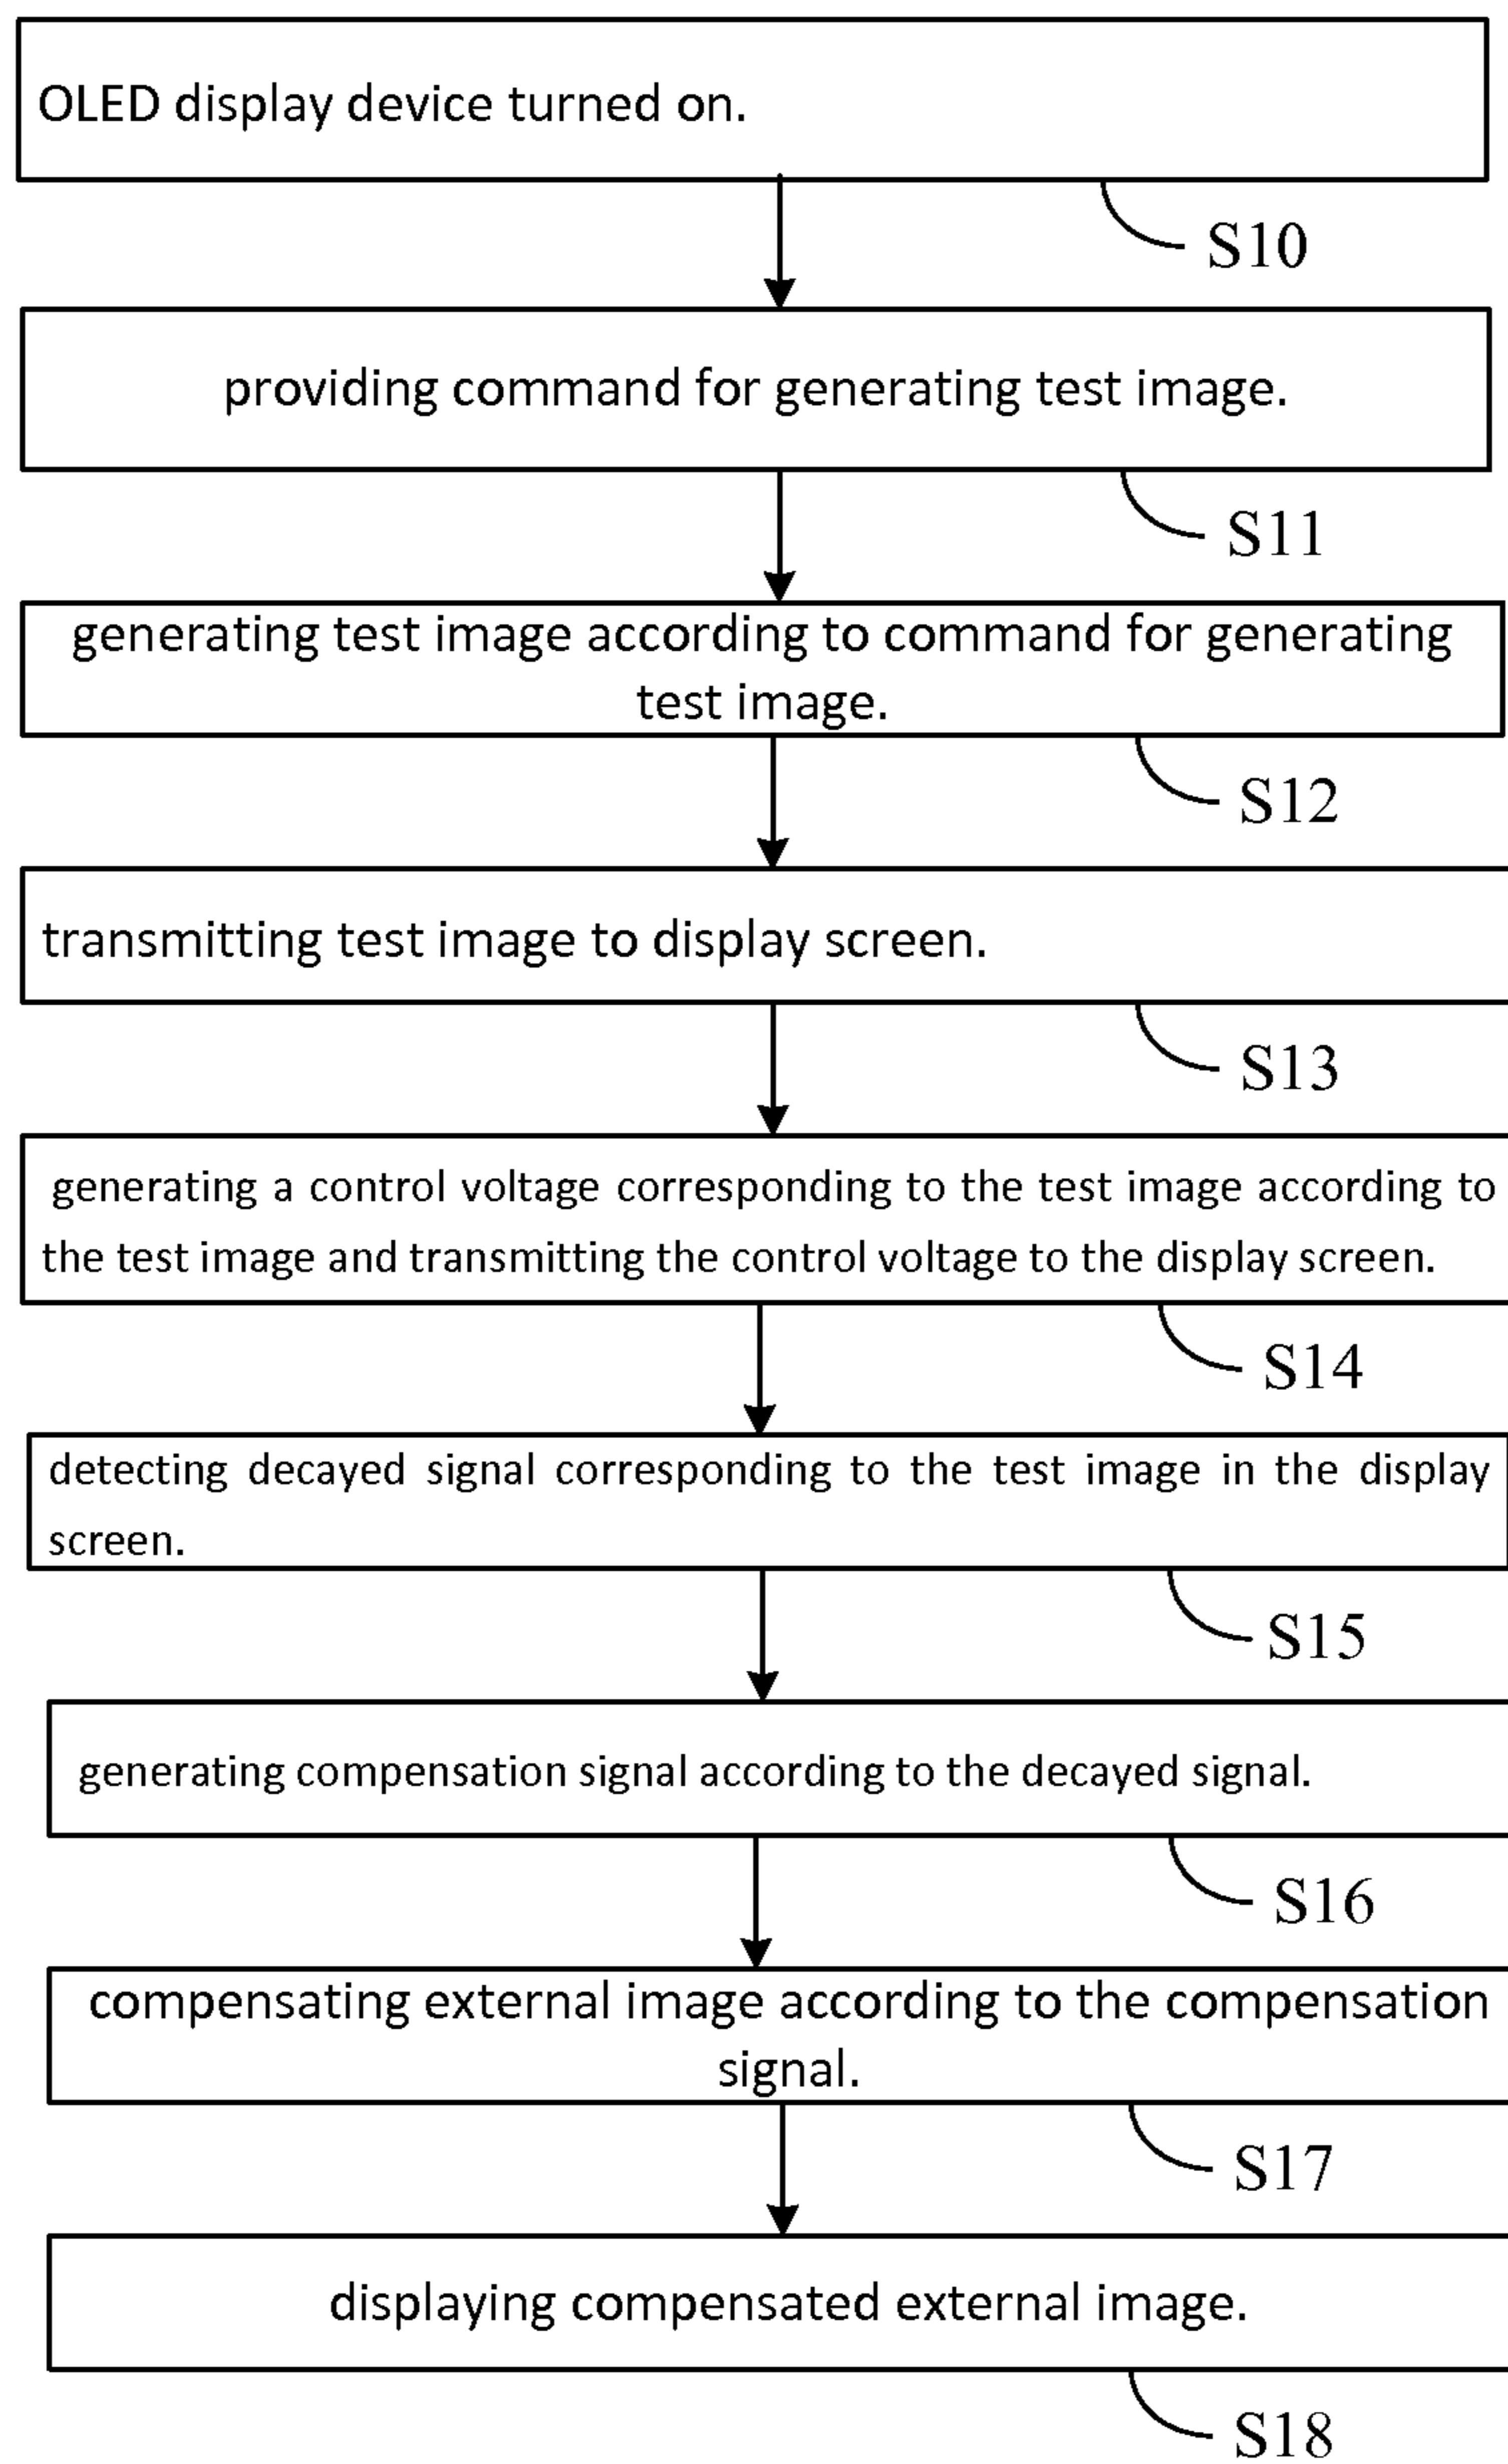 OLED display device turned on.
S10
providing command for generating test image.
S11
generating test image according to command for generating
test image.
S12
transmitting test image to display screen.
S13
generating a control voltage corresponding to the test image according to
the test image and transmitting the control voltage to the display screen.
S14
detecting decayed signal corresponding to the test image in the display
screen.
S15
generating compensation signal according to the decayed signal.
S16
compensating external image according to the compensation
signal.
S17
displaying compensated external image.
S18